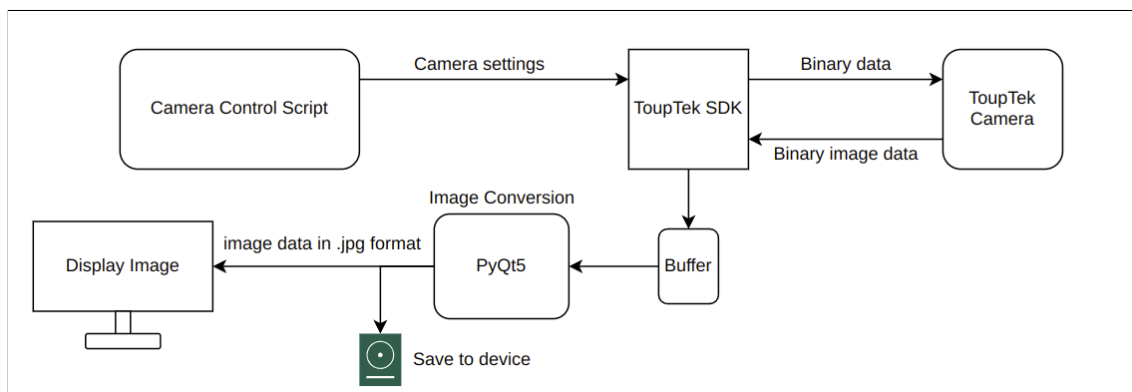 Camera settings
Binary data
Camera Control Script
ToupTek SDK
ToupTek
Camera
Binary image data
Image Conversion
image data in .jpg format
Display Image
PyQt5
Buffer
Save to device